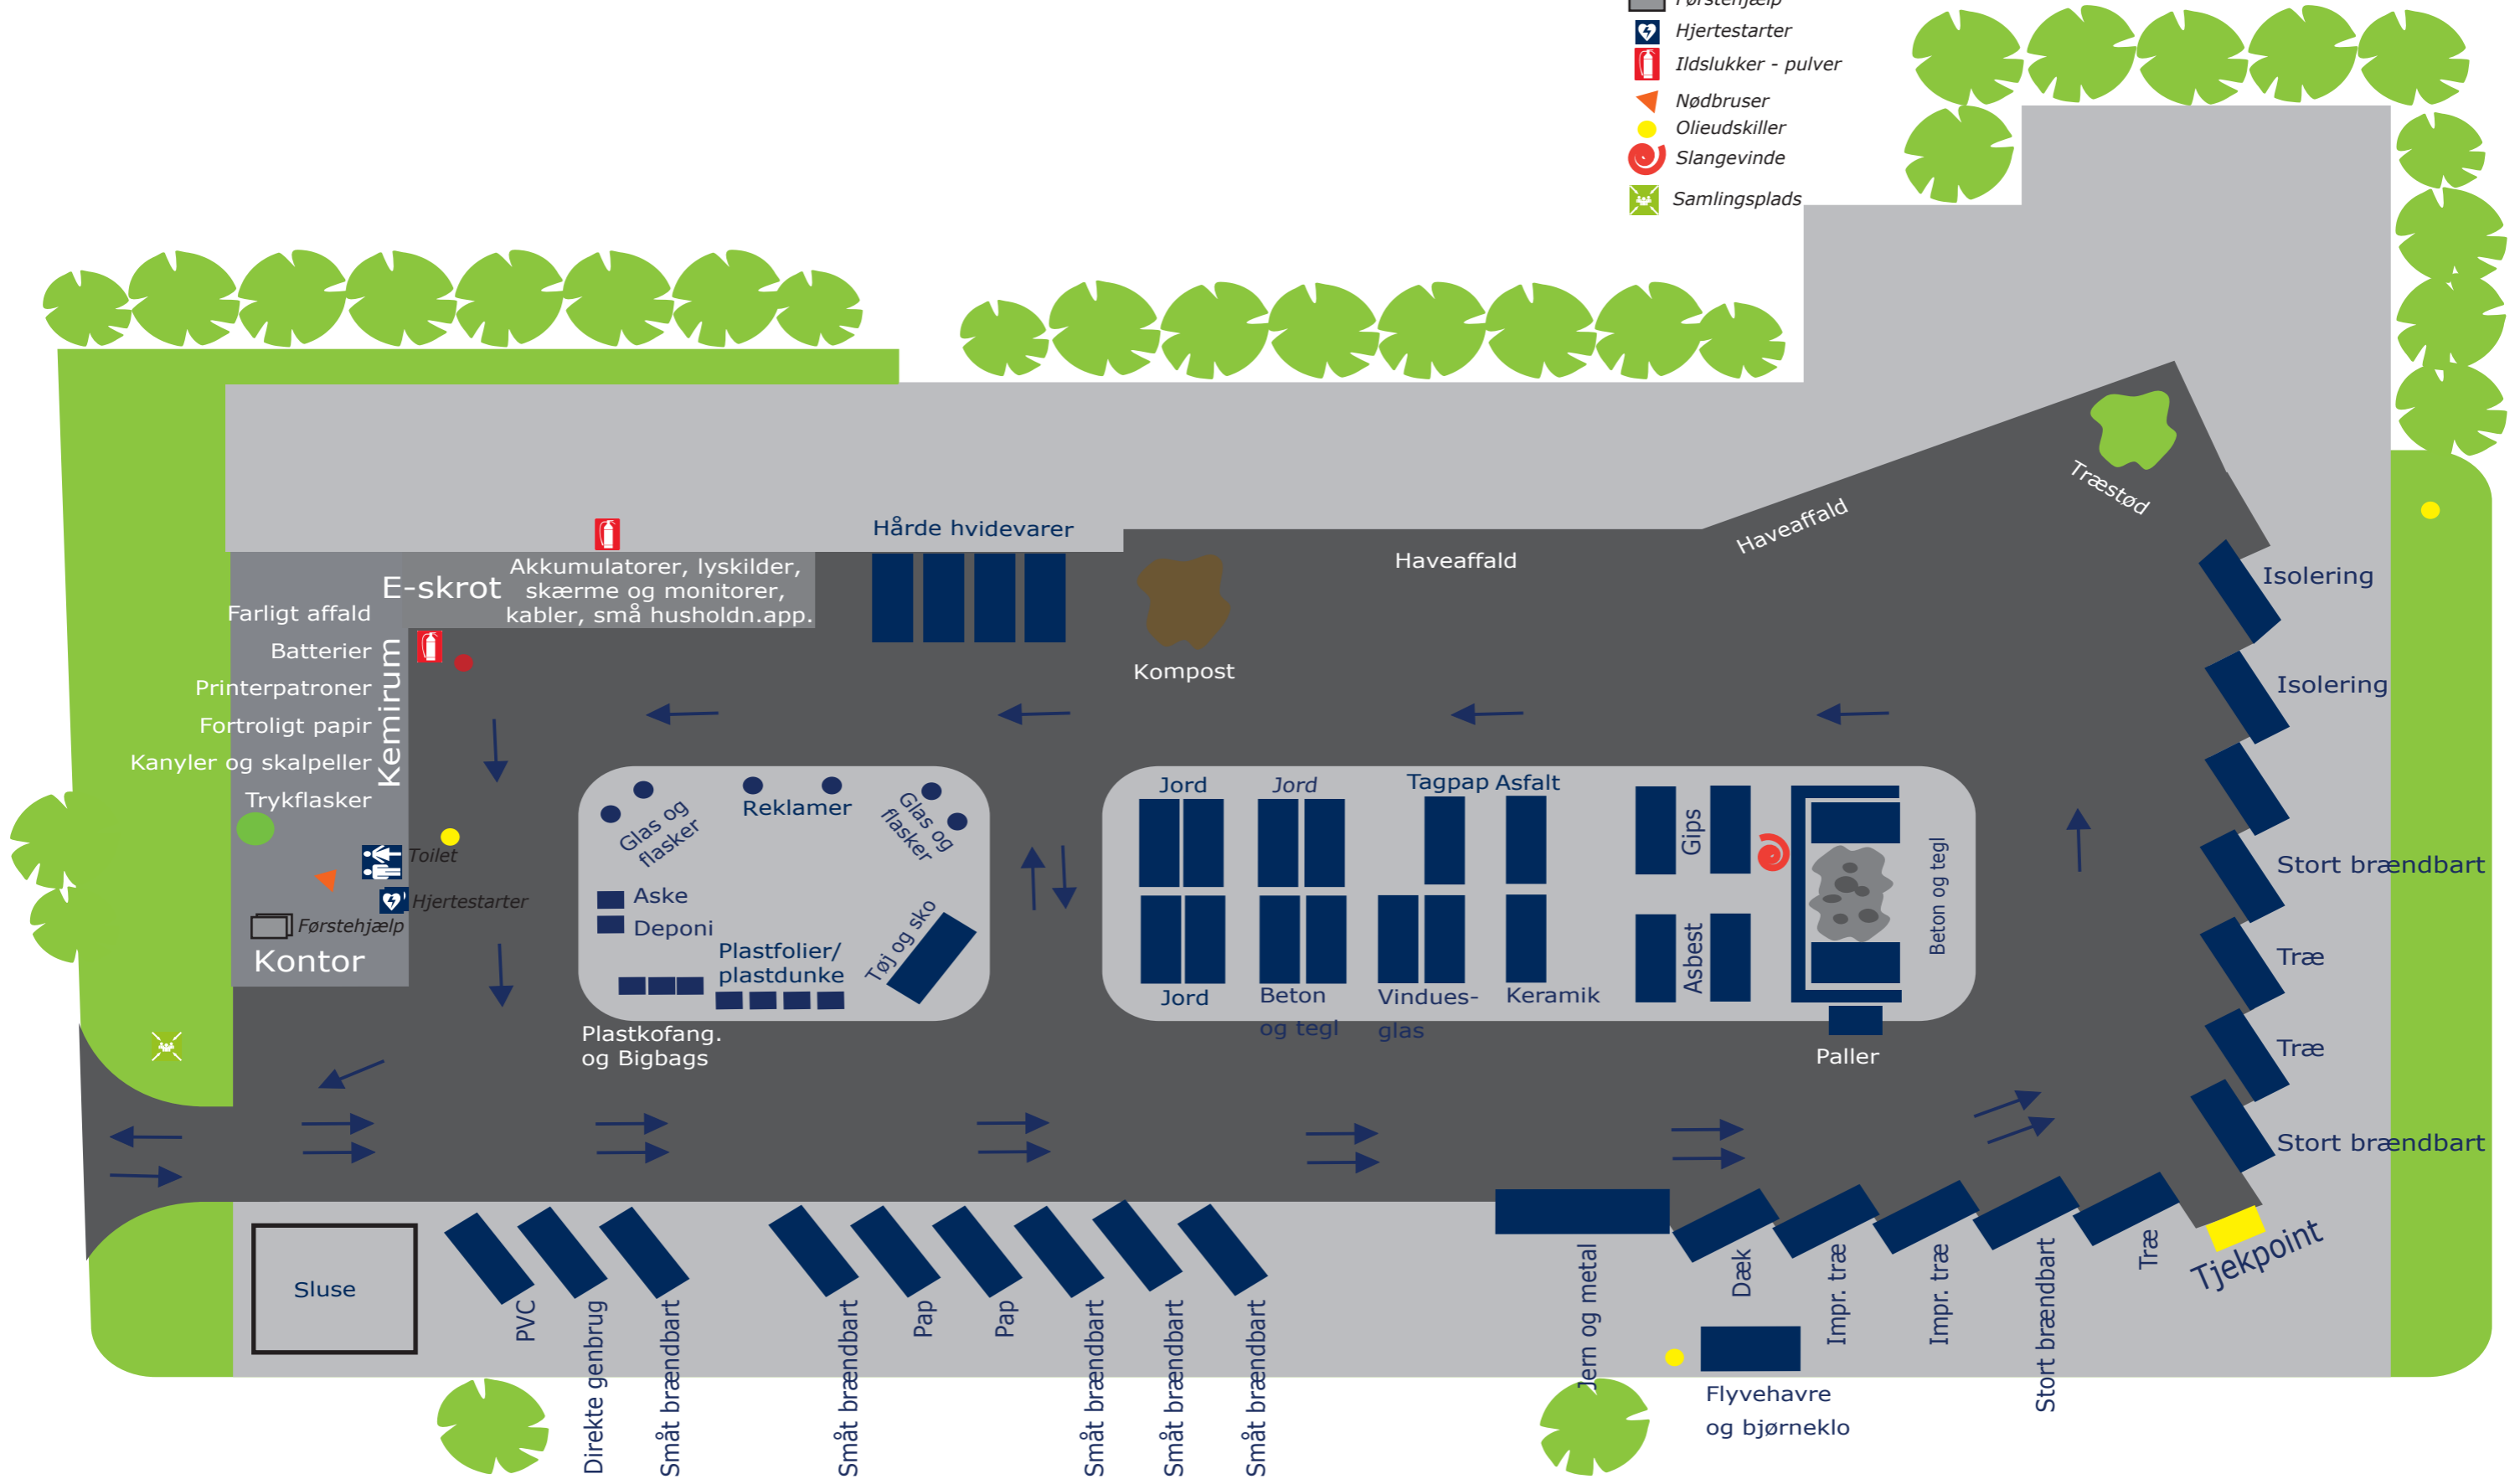 Førstehjælp
Hjertestarter
Ildslukker - pulver
Nødbruser
Olieudskiller
Slangevinde
Samlingsplads
Træstød
Haveaffald
Haveaffald
Hårde hvidevarer
E-skrot
Akkumulatorer, lyskilder,
skærme og monitorer,
kabler, små husholdn.app.
Isolering
Farligt affald
Batterier
Printerpatroner
Fortroligt papir
Kanyler og skalpeller
Trykflasker
Kemirum
Kompost
Isolering
Glas og
flasker
Reklamer
Glas og
flasker
Jord
Jord
Tagpap
Asfalt
Gips
Beton og tegl
Stort brændbart
Toilet
Hjertestarter
Førstehjælp
Kontor
Aske
Deponi
Plastfolier/
plastdunke
Tøj og sko
Asbest
Træ
Jord
Beton
og tegl
Vindues-
glas
Keramik
Plastkofang.
og Bigbags
Paller
Træ
Stort brændbart
Sluse
PVC
Direkte genbrug
Småt brændbart
Småt brændbart
Pap
Pap
Småt brændbart
Småt brændbart
Småt brændbart
Jern og metal
Dæk
Impr. træ
Impr. træ
Stort brændbart
Træ
Tjekpoint
Flyvehavre
og bjørneklo